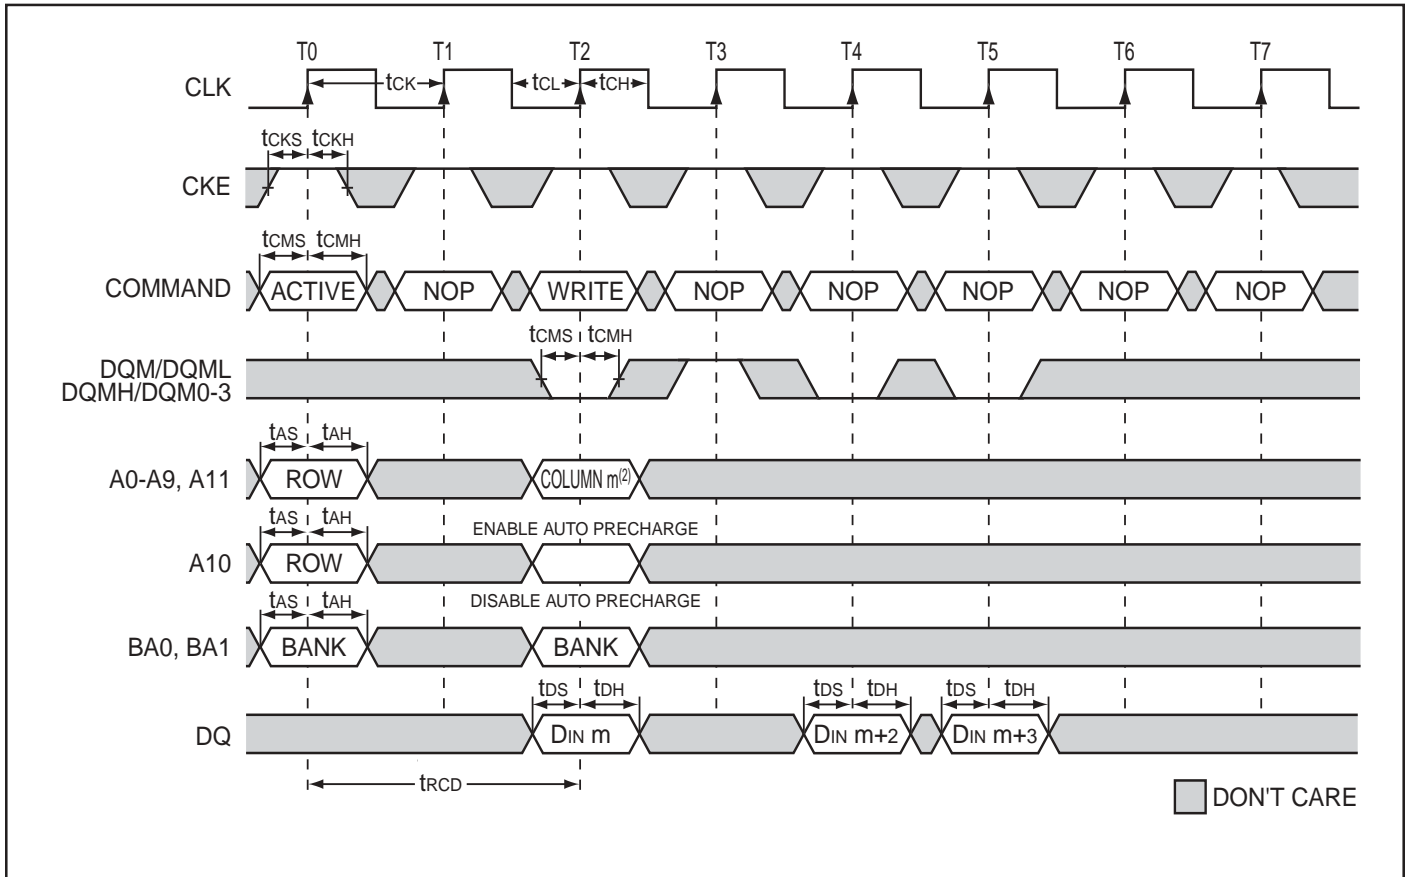 T0 T1 T2 T3 T4 T5 T6 T7
CLK tCK tCL tCH
tCKS tCKH
CKE
tCMS tCMH
COMMAND ACTIVE NOP WRITE NOP NOP NOP NOP NOP
tCMS tCMH
DQM/DQML
DQMH/DQM0-3
tAS tAH
A0-A9, A11 ROW COLUMN m(2)
tAS tAH ENABLE AUTO PRECHARGE
A10 ROW
tAS tAH DISABLE AUTO PRECHARGE
BA0, BA1 BANK BANK
tDS tDH tDS tDH tDS tDH
DQ DIN m DIN m+2 DIN m+3
tRCD
DON'T CARE